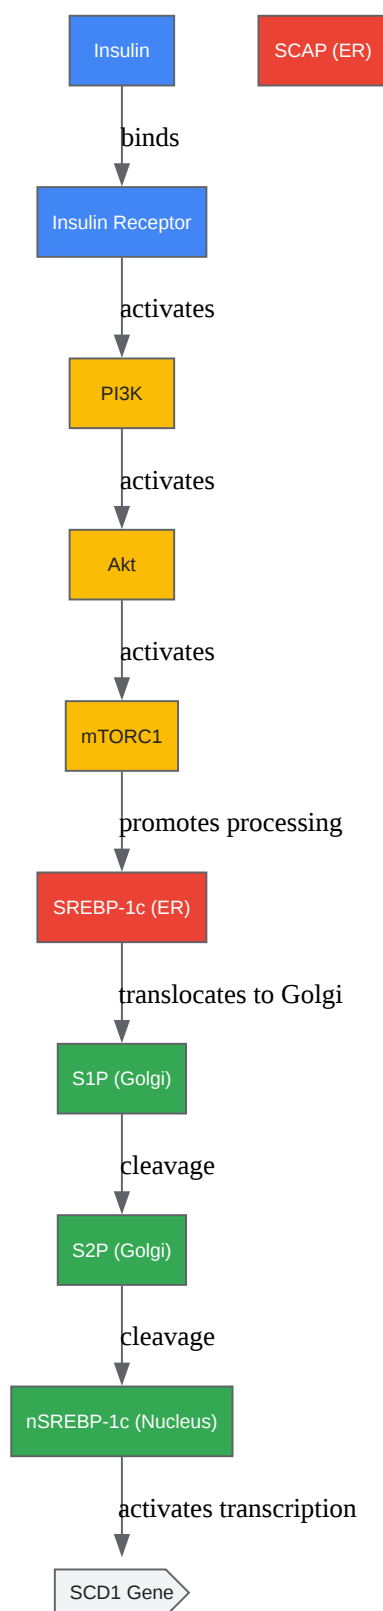 Insulin
SCAP (ER)
binds
Insulin Receptor
activates
PI3K
activates
Akt
activates
mTORC1
promotes processing
SREBP-1c (ER)
translocates to Golgi
S1P (Golgi)
cleavage
S2P (Golgi)
cleavage
nSREBP-1c (Nucleus)
activates transcription
SCD1 Gene